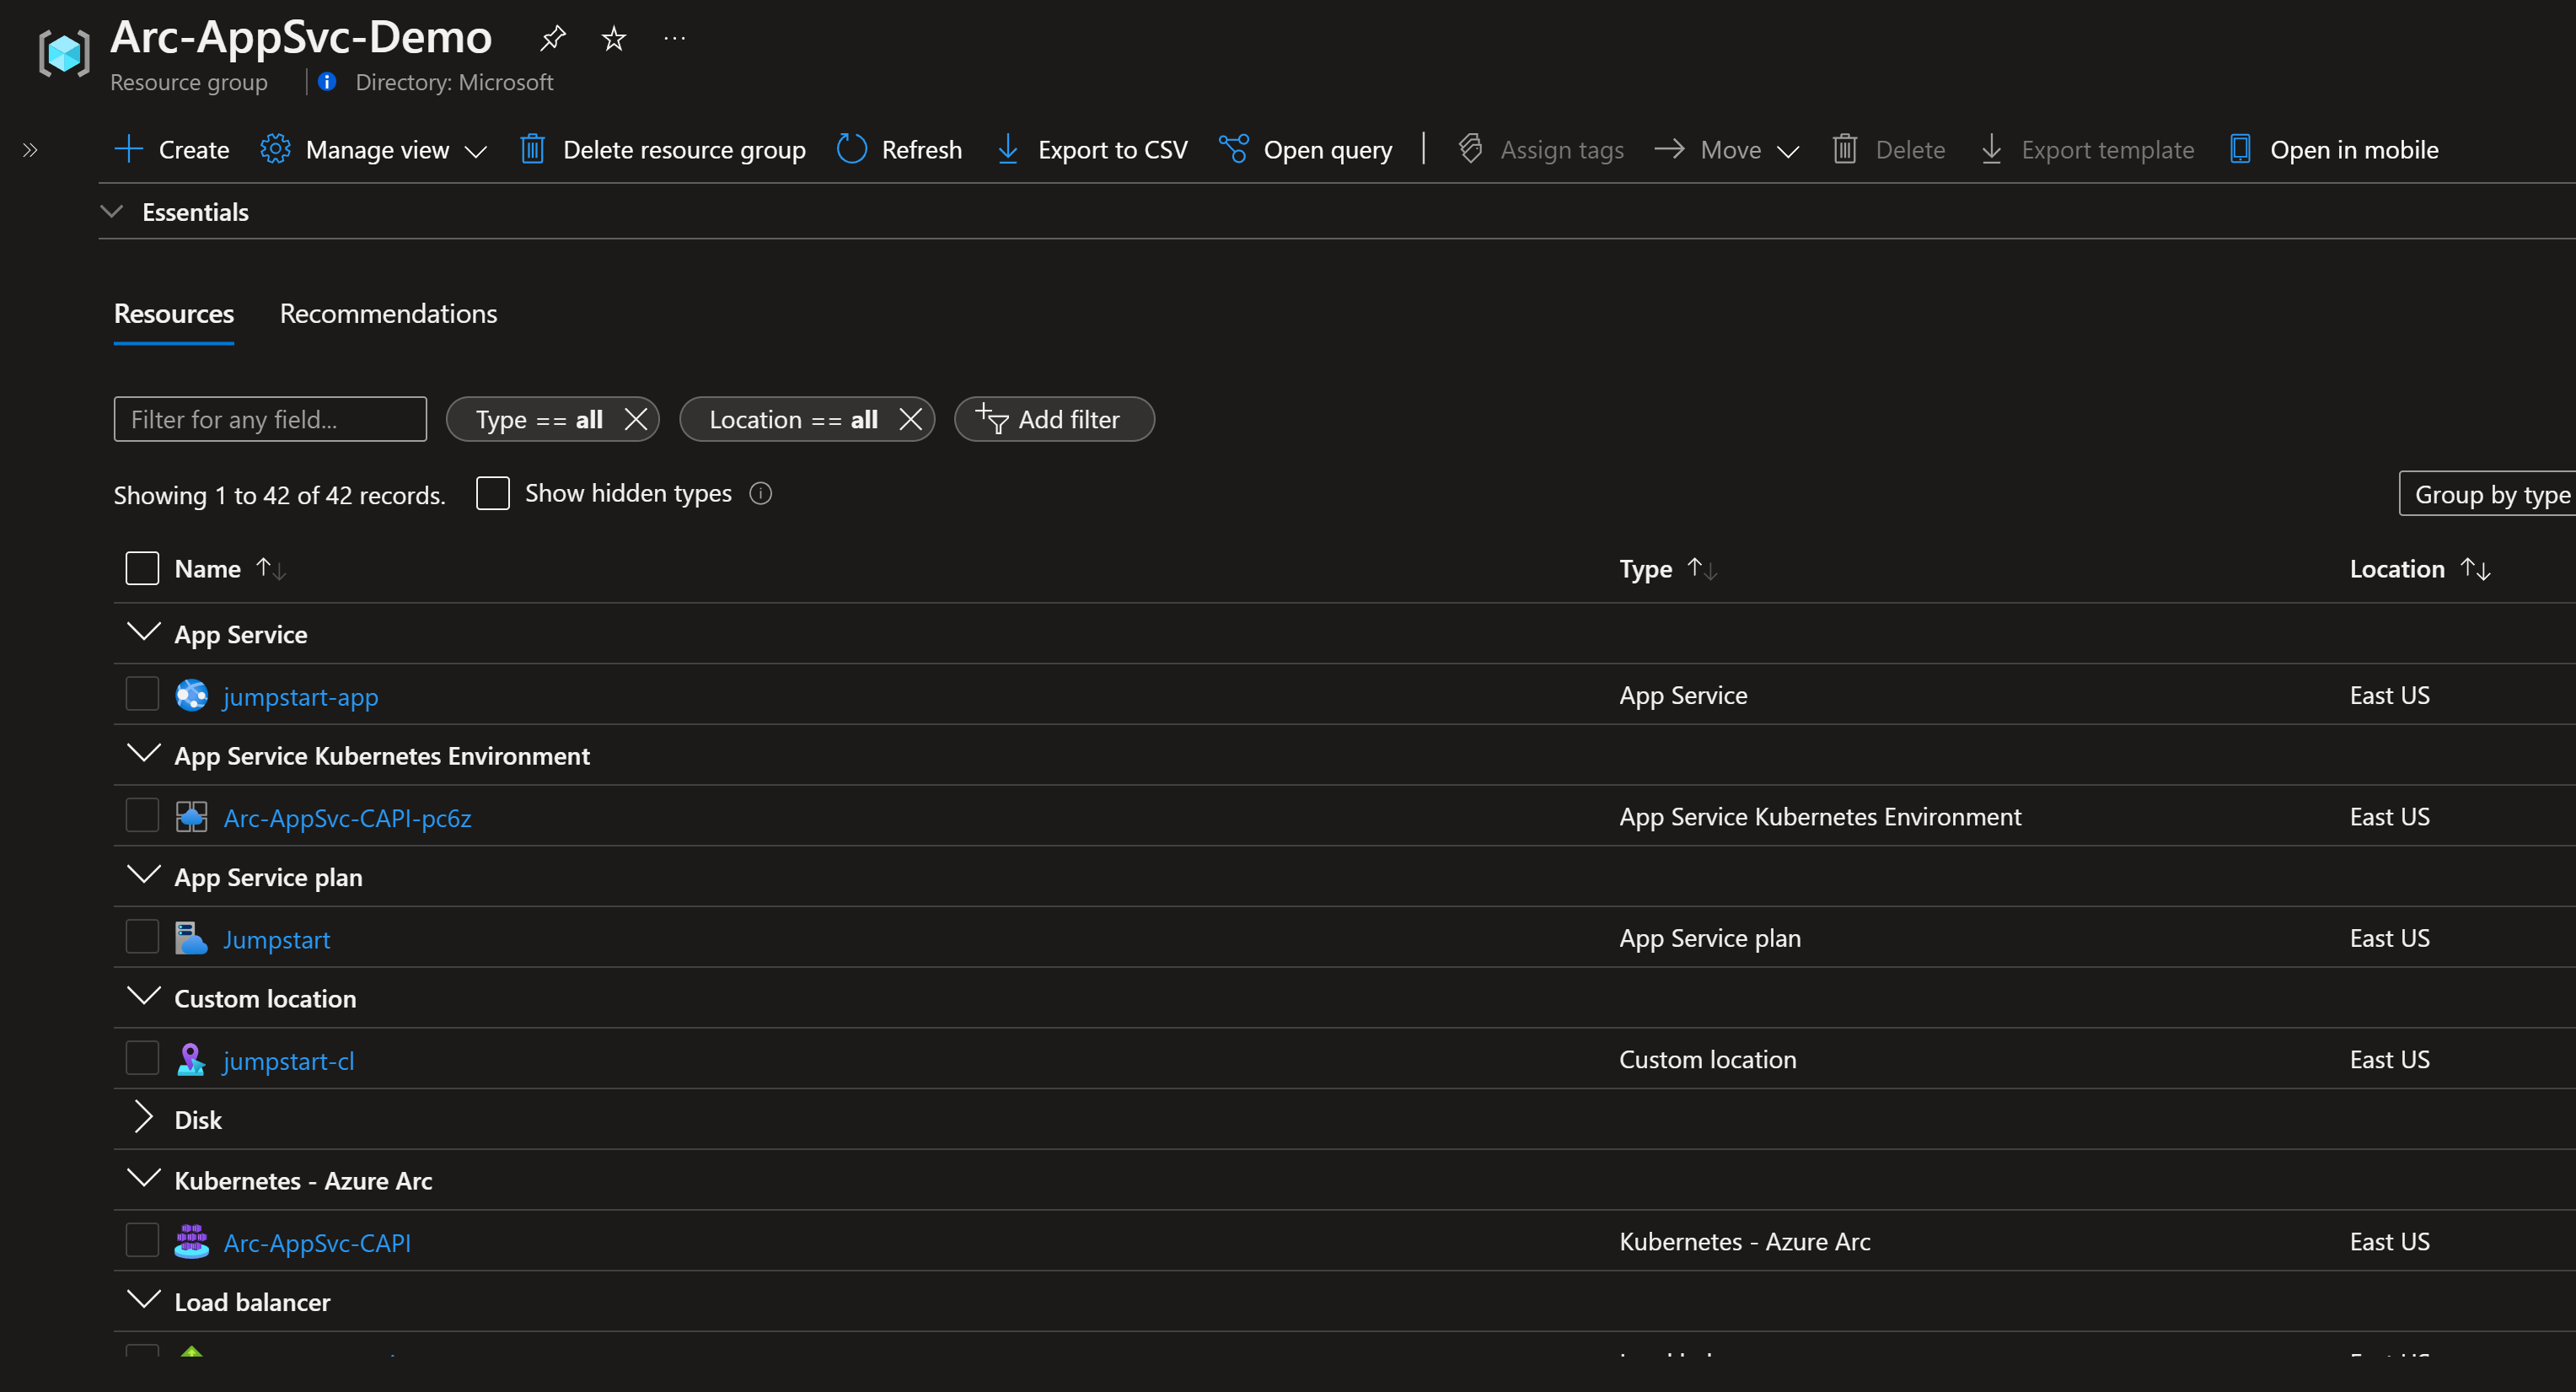 Arc-AppSvc-Demo
Resource group
Directory: Microsoft
Create
Manage view
Delete resource group
Refresh
Export to CSV
Open query
Assign tags
Move
Delete
Export template
Open in mobile
Essentials
Resources
Recommendations
Filter for any field...
Type == all
Location == all
Add filter
Showing 1 to 42 of 42 records.
Show hidden types
Group by type
Name
Type
Location
App Service
jumpstart-app
App Service
East US
App Service Kubernetes Environment
Arc-AppSvc-CAPI-pc6z
App Service Kubernetes Environment
East US
App Service plan
Jumpstart
App Service plan
East US
Custom location
jumpstart-cl
Custom location
East US
Disk
Kubernetes - Azure Arc
Arc-AppSvc-CAPI
Kubernetes - Azure Arc
East US
Load balancer